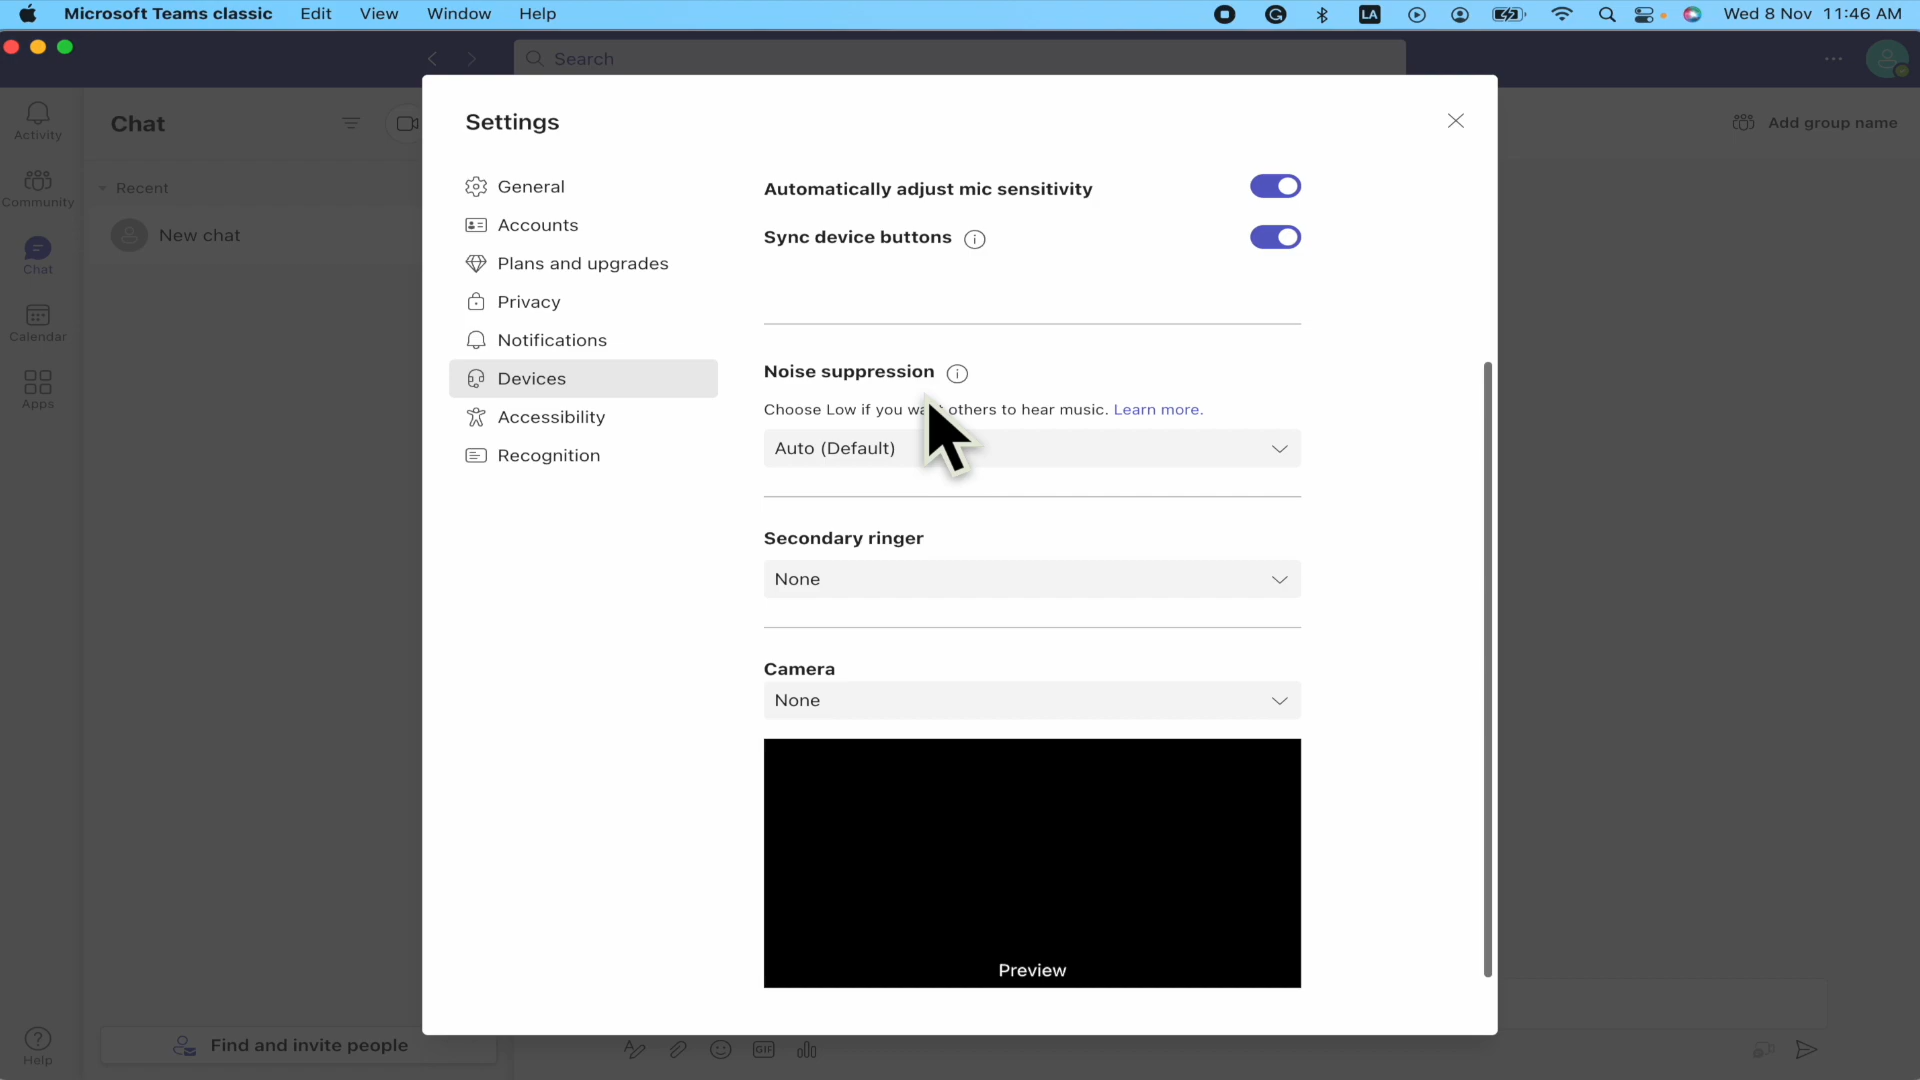 Microsoft Teams classic Edit View Window Help LA Wed 8 Nov 11:46 AM
Search
Activity
Community
Chat
Calendar
Apps
Help
Chat
Recent
New chat
Find and invite people
Add group name
Settings
General
Accounts
Plans and upgrades
Privacy
Notifications
Devices
Accessibility
Recognition
Automatically adjust mic sensitivity
Sync device buttons
Noise suppression
Choose Low if you others to hear music. Learn more.
Auto (Default)
Secondary ringer
None
Camera
None
Preview
GIF